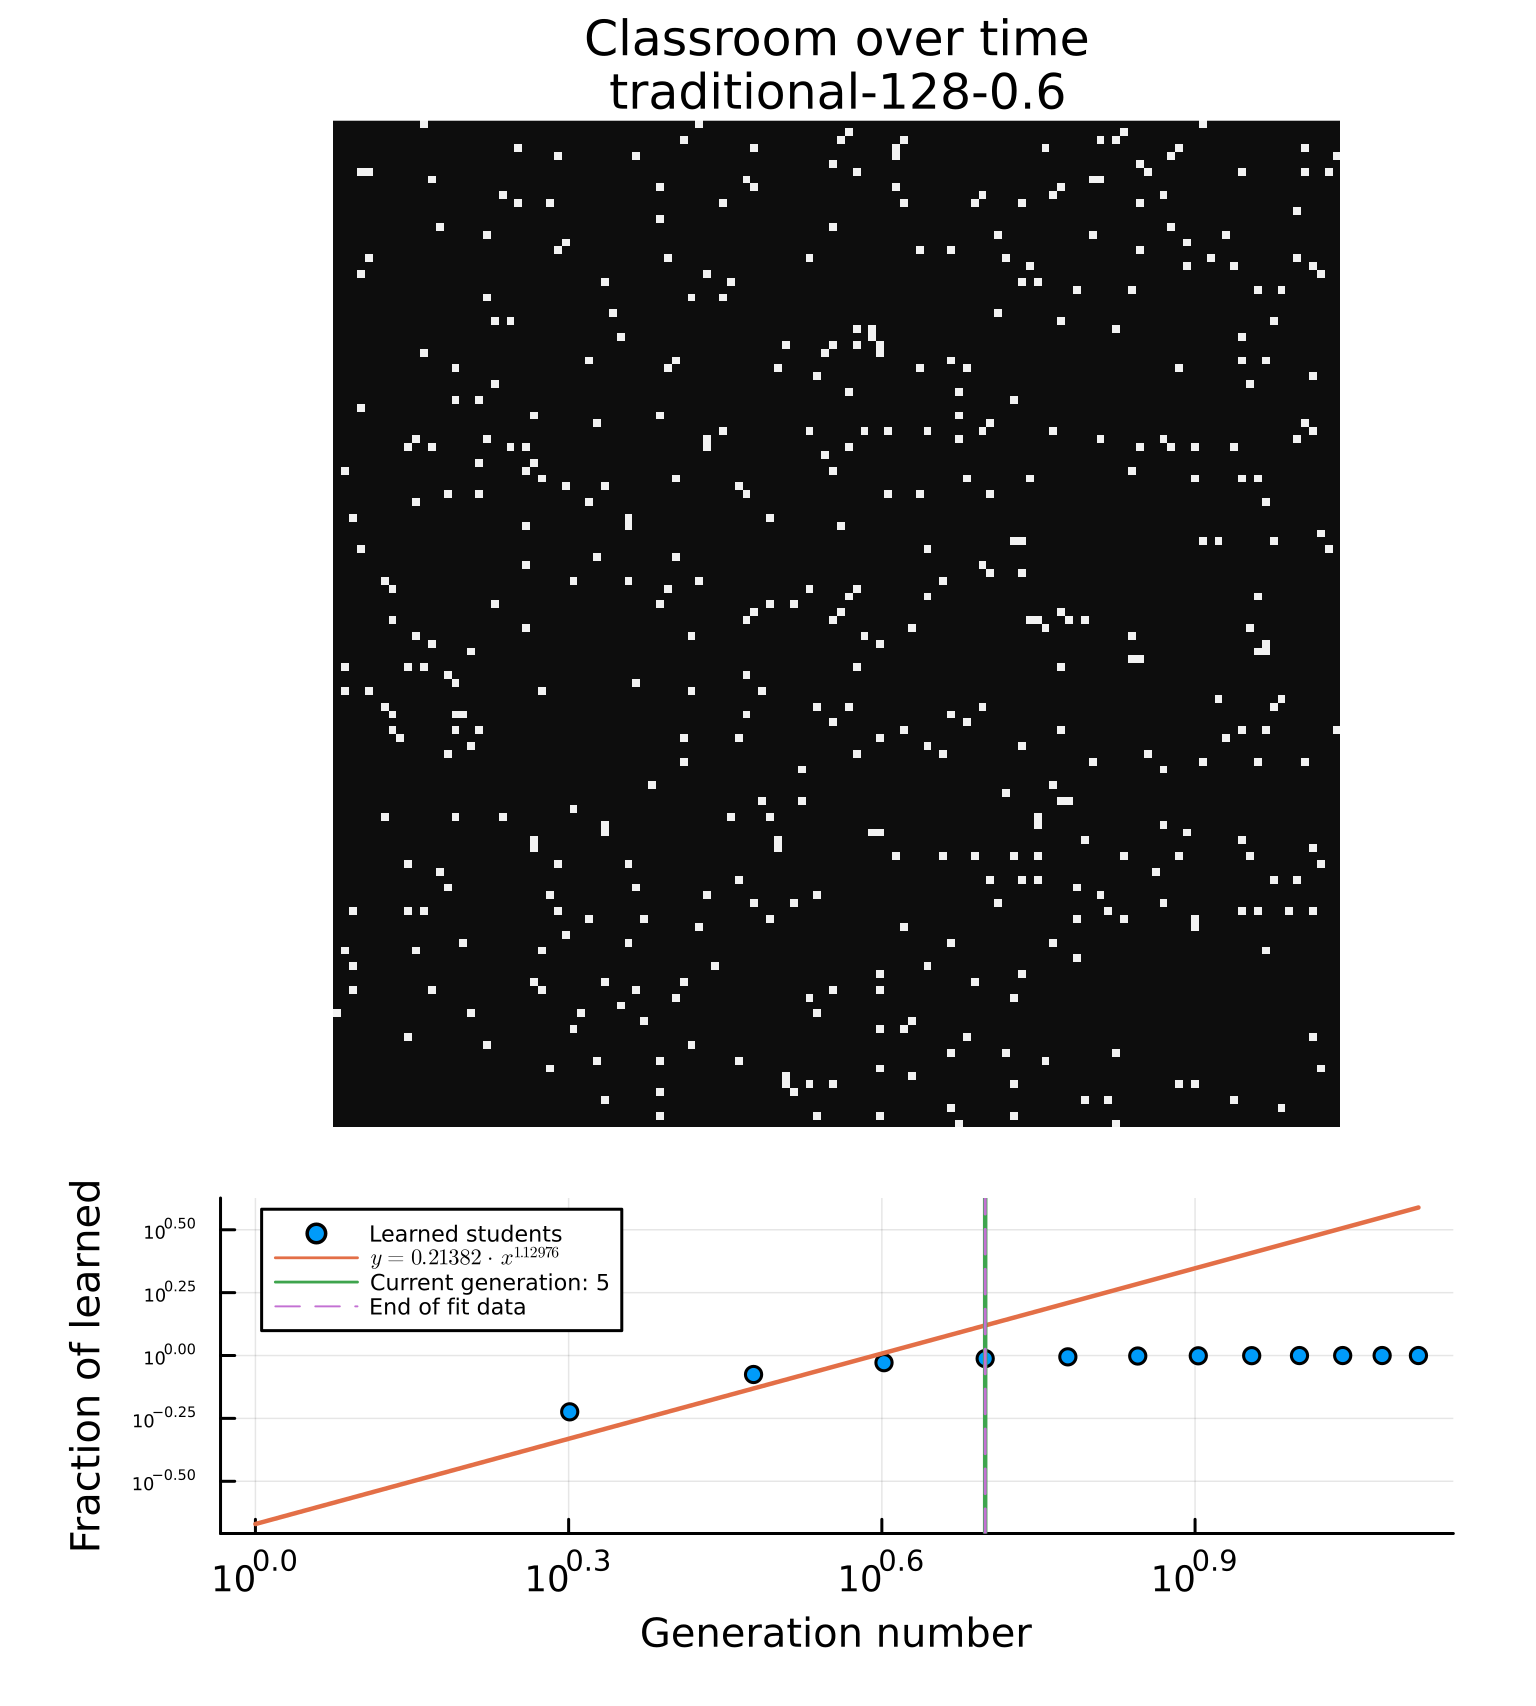 Classroom over time
traditional-128-0.6
Fraction of learned
10^0.50
10^0.25
10^0.00
10^−0.25
10^−0.50
Learned students
y = 0.21382 · x^1.12976
Current generation: 5
End of fit data
10^0.0 10^0.3 10^0.6 10^0.9
Generation number